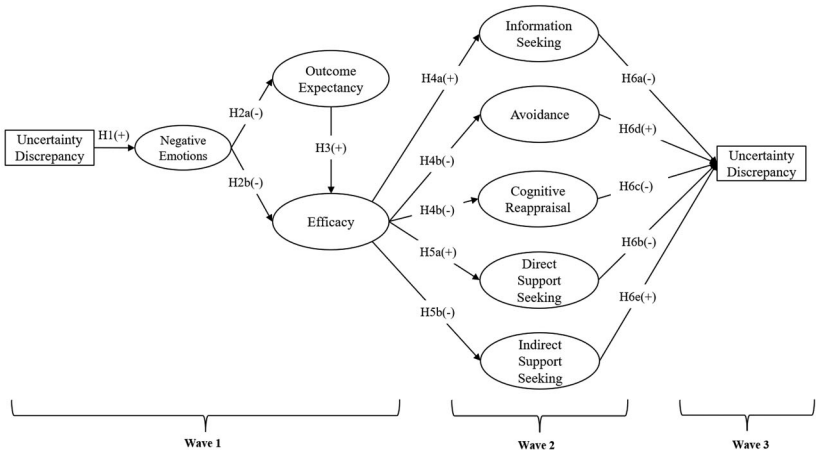 Uncertainty
Discrepancy
H1(+)
Negative
Emotions
H2a(-)
H2b(-)
Outcome
Expectancy
H3(+)
Efficacy
H4a(+)
H4b(-)
H4b(-)
H5a(+)
H5b(-)
Information
Seeking
Avoidance
Cognitive
Reappraisal
Direct
Support
Seeking
Indirect
Support
Seeking
H6a(-)
H6d(+)
H6c(-)
H6b(-)
H6e(+)
Uncertainty
Discrepancy
Wave 1
Wave 2
Wave 3